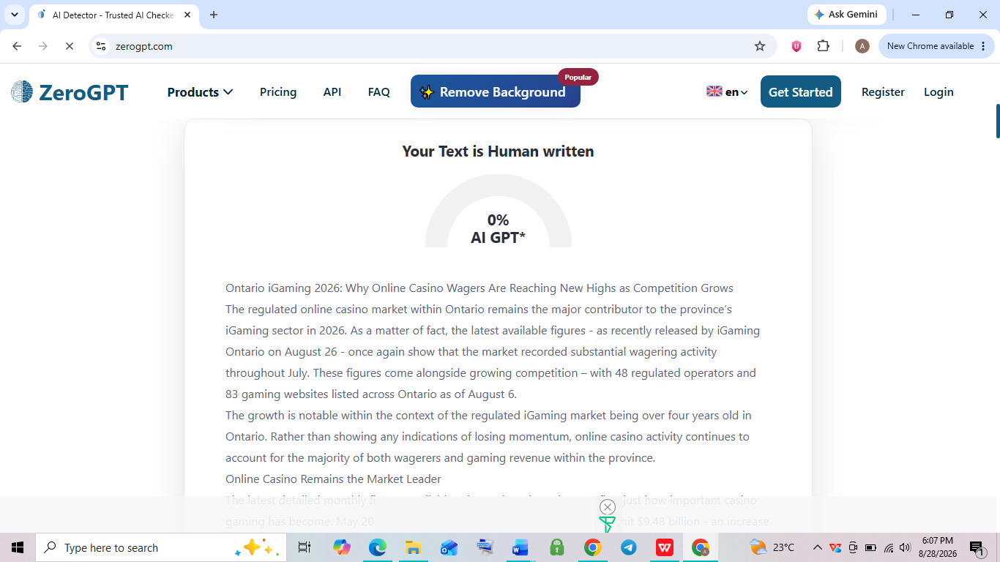 AI Detector - Trusted AI Checke
Ask Gemini
zerogpt.com
A
New Chrome available
ZeroGPT
Products
Pricing
API
FAQ
Remove Background
Popular
en
Get Started
Register
Login
Your Text is Human written
0%
AI GPT*
Ontario iGaming 2026: Why Online Casino Wagers Are Reaching New Highs as Competition Grows
The regulated online casino market within Ontario remains the major contributor to the province’s
iGaming sector in 2026. As a matter of fact, the latest available figures - as recently released by iGaming
Ontario on August 26 - once again show that the market recorded substantial wagering activity
throughout July. These figures come alongside growing competition – with 48 regulated operators and
83 gaming websites listed across Ontario as of August 6.
The growth is notable within the context of the regulated iGaming market being over four years old in
Ontario. Rather than showing any indications of losing momentum, online casino activity continues to
account for the majority of both wagerers and gaming revenue within the province.
Online Casino Remains the Market Leader
The latest detailed monthly just how important casino
gaming has become. May 20 hit $9.48 billion - an increase
Type here to search
23°C
6:07 PM
8/28/2026
1